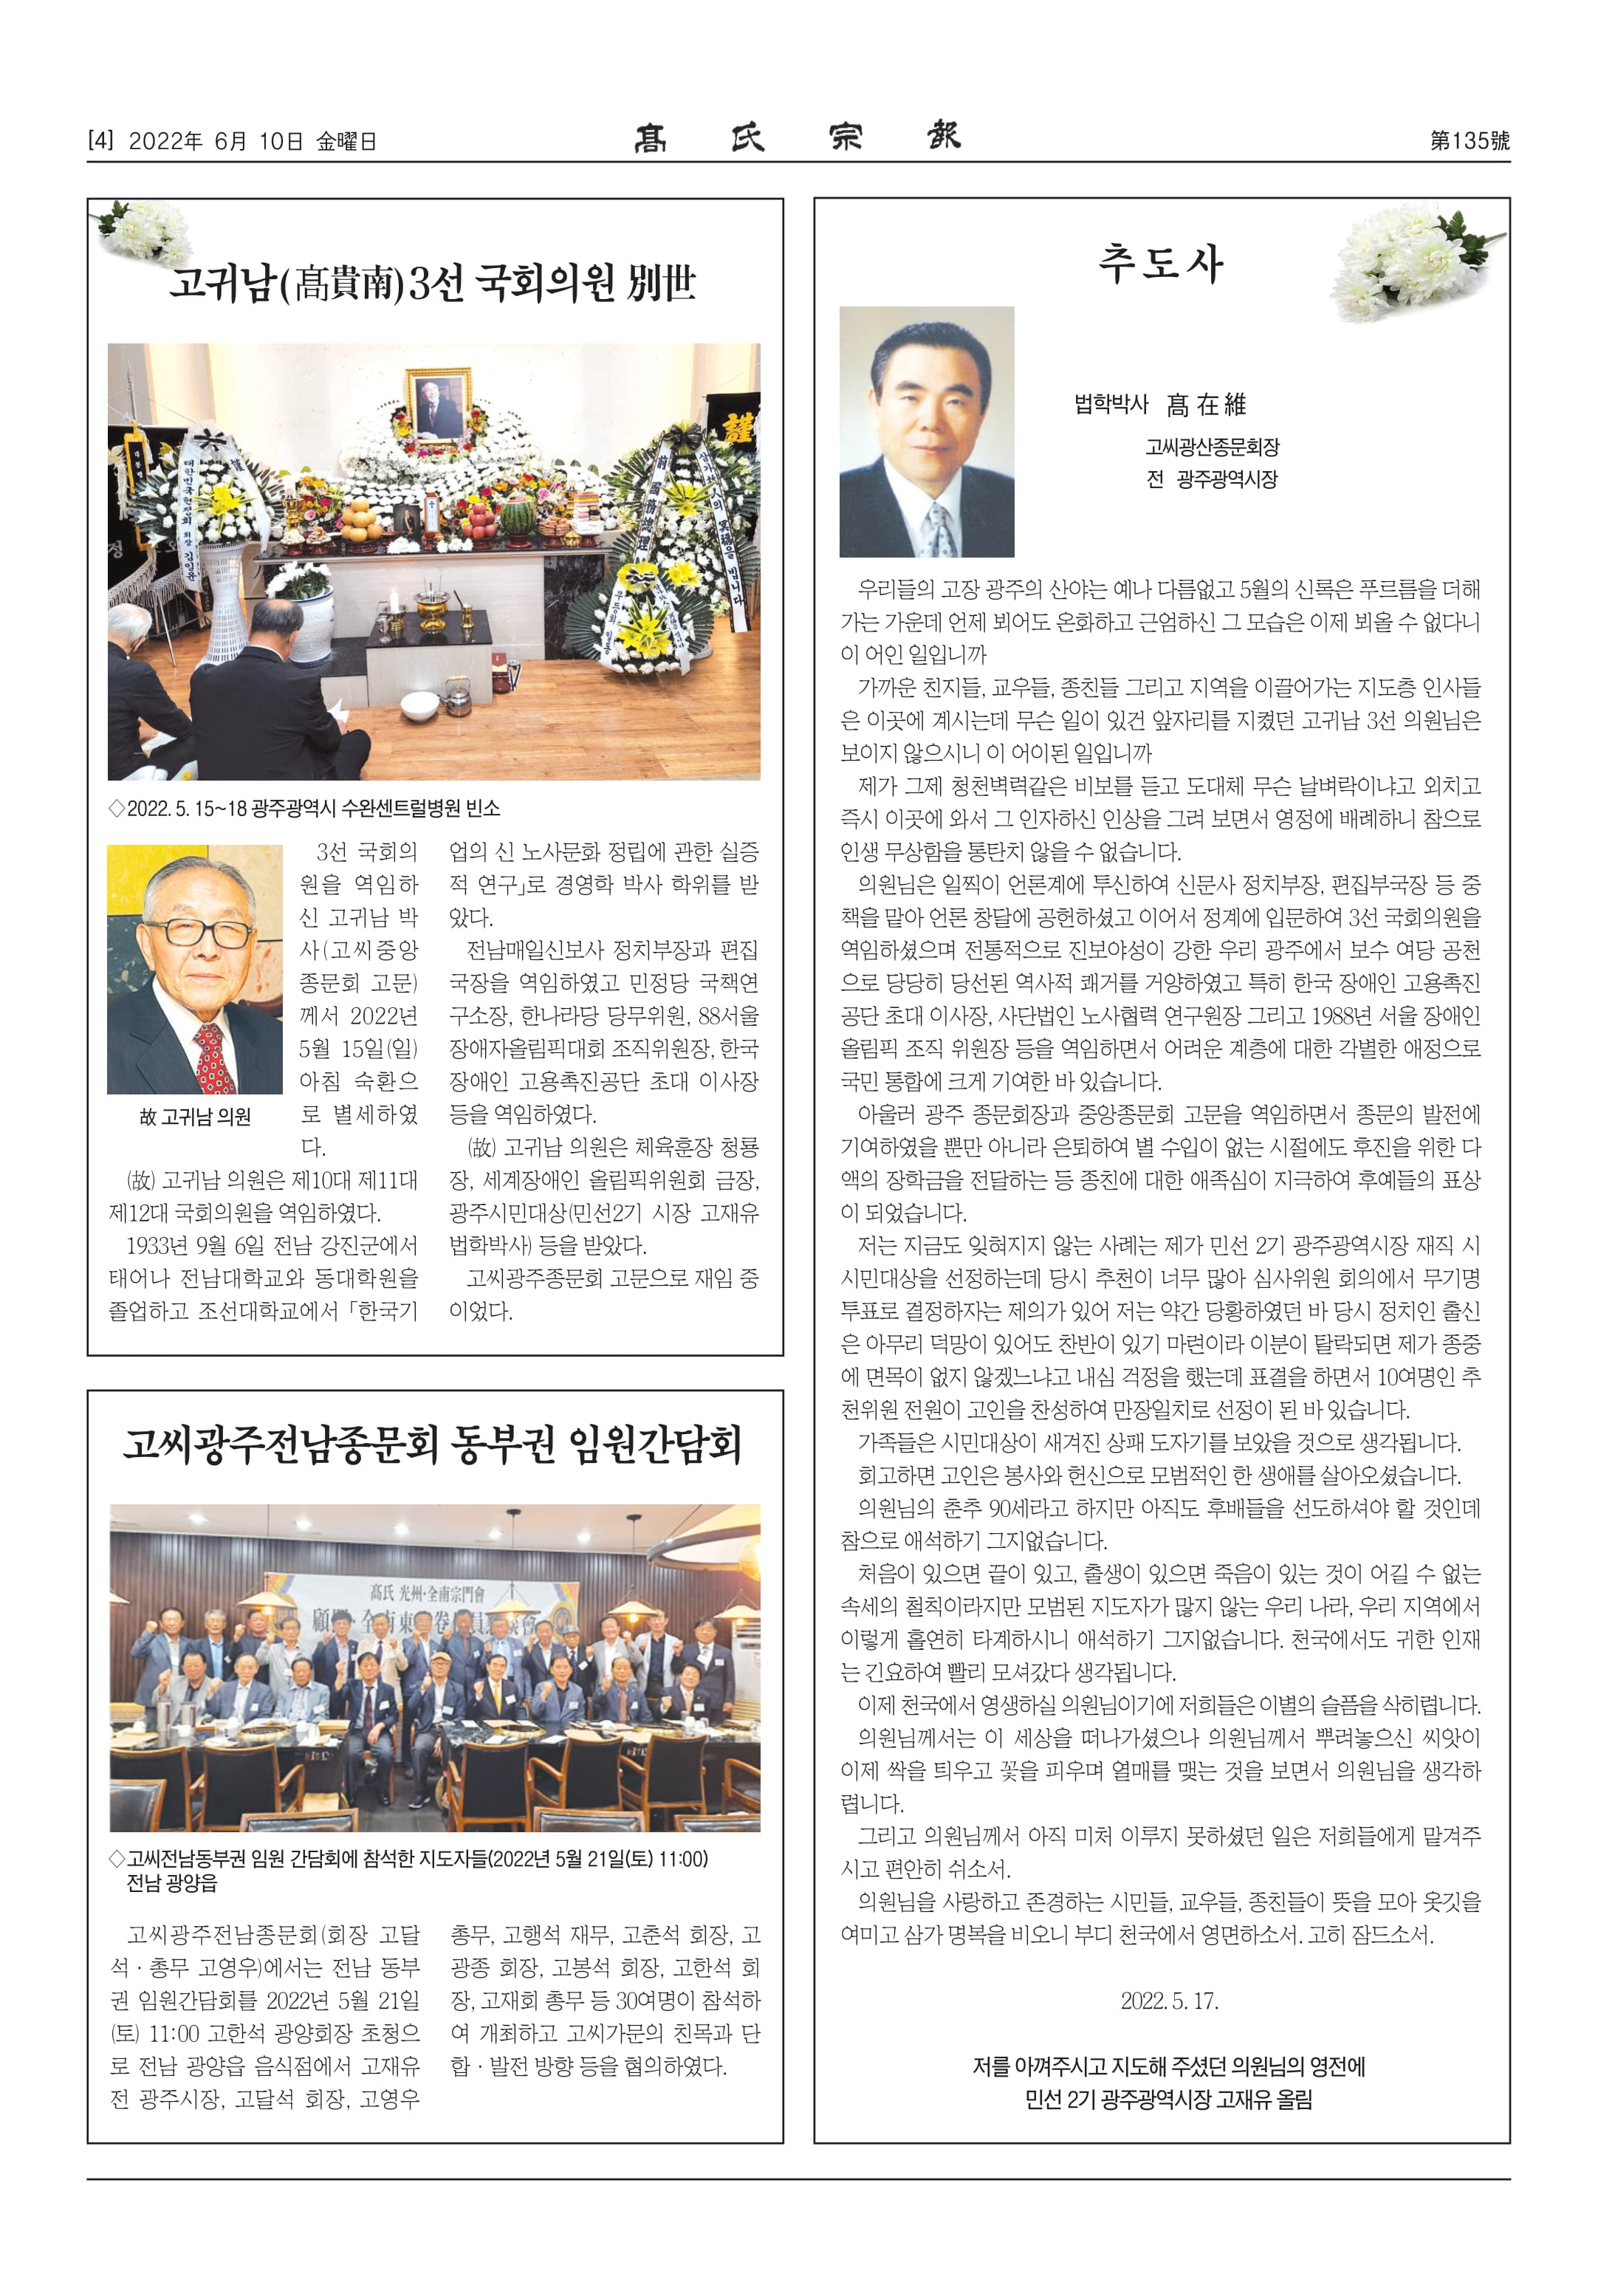 [4] 2022年 6月 10日 金曜日
髙氏宗報
第135號
고귀남(髙貴南)3선 국회의원 別世
대한민국헌정회 회장 김일윤
謹
◇2022. 5. 15~18 광주광역시 수완센트럴병원 빈소
3선 국회의
원을 역임하
신 고귀남 박
사(고씨중앙
종문회 고문)
께서 2022년
5월 15일(일)
아침 숙환으
로 별세하였
다.
故 고귀남 의원
(故) 고귀남 의원은 제10대 제11대
제12대 국회의원을 역임하였다.
1933년 9월 6일 전남 강진군에서
태어나 전남대학교와 동대학원을
졸업하고 조선대학교에서 「한국기
업의 신 노사문화 정립에 관한 실증
적 연구」로 경영학 박사 학위를 받
았다.
전남매일신보사 정치부장과 편집
국장을 역임하였고 민정당 국책연
구소장, 한나라당 당무위원, 88서울
장애자올림픽대회 조직위원장, 한국
장애인 고용촉진공단 초대 이사장
등을 역임하였다.
(故) 고귀남 의원은 체육훈장 청룡
장, 세계장애인 올림픽위원회 금장,
광주시민대상(민선2기 시장 고재유
법학박사) 등을 받았다.
고씨광주종문회 고문으로 재임 중
이었다.
고씨광주전남종문회 동부권 임원간담회
髙氏 光州·全南宗門會
◇고씨전남동부권 임원 간담회에 참석한 지도자들(2022년 5월 21일(토) 11:00)
전남 광양읍
고씨광주전남종문회(회장 고달
석 · 총무 고영우)에서는 전남 동부
권 임원간담회를 2022년 5월 21일
(토) 11:00 고한석 광양회장 초청으
로 전남 광양읍 음식점에서 고재유
전 광주시장, 고달석 회장, 고영우
총무, 고행석 재무, 고춘석 회장, 고
광종 회장, 고봉석 회장, 고한석 회
장, 고재회 총무 등 30여명이 참석하
여 개최하고 고씨가문의 친목과 단
합 · 발전 방향 등을 협의하였다.
추도사
법학박사 髙在維
고씨광산종문회장
전 광주광역시장
우리들의 고장 광주의 산야는 예나 다름없고 5월의 신록은 푸르름을 더해
가는 가운데 언제 뵈어도 온화하고 근엄하신 그 모습은 이제 뵈올 수 없다니
이 어인 일입니까
가까운 친지들, 교우들, 종친들 그리고 지역을 이끌어가는 지도층 인사들
은 이곳에 계시는데 무슨 일이 있건 앞자리를 지켰던 고귀남 3선 의원님은
보이지 않으시니 이 어이된 일입니까
제가 그제 청천벽력같은 비보를 듣고 도대체 무슨 날벼락이냐고 외치고
즉시 이곳에 와서 그 인자하신 인상을 그려 보면서 영정에 배례하니 참으로
인생 무상함을 통탄치 않을 수 없습니다.
의원님은 일찍이 언론계에 투신하여 신문사 정치부장, 편집부국장 등 중
책을 맡아 언론 창달에 공헌하셨고 이어서 정계에 입문하여 3선 국회의원을
역임하셨으며 전통적으로 진보야성이 강한 우리 광주에서 보수 여당 공천
으로 당당히 당선된 역사적 쾌거를 거양하였고 특히 한국 장애인 고용촉진
공단 초대 이사장, 사단법인 노사협력 연구원장 그리고 1988년 서울 장애인
올림픽 조직 위원장 등을 역임하면서 어려운 계층에 대한 각별한 애정으로
국민 통합에 크게 기여한 바 있습니다.
아울러 광주 종문회장과 중앙종문회 고문을 역임하면서 종문의 발전에
기여하였을 뿐만 아니라 은퇴하여 별 수입이 없는 시절에도 후진을 위한 다
액의 장학금을 전달하는 등 종친에 대한 애족심이 지극하여 후예들의 표상
이 되었습니다.
저는 지금도 잊혀지지 않는 사례는 제가 민선 2기 광주광역시장 재직 시
시민대상을 선정하는데 당시 추천이 너무 많아 심사위원 회의에서 무기명
투표로 결정하자는 제의가 있어 저는 약간 당황하였던 바 당시 정치인 출신
은 아무리 덕망이 있어도 찬반이 있기 마련이라 이분이 탈락되면 제가 종중
에 면목이 없지 않겠느냐고 내심 걱정을 했는데 표결을 하면서 10여명인 추
천위원 전원이 고인을 찬성하여 만장일치로 선정이 된 바 있습니다.
가족들은 시민대상이 새겨진 상패 도자기를 보았을 것으로 생각됩니다.
회고하면 고인은 봉사와 헌신으로 모범적인 한 생애를 살아오셨습니다.
의원님의 춘추 90세라고 하지만 아직도 후배들을 선도하셔야 할 것인데
참으로 애석하기 그지없습니다.
처음이 있으면 끝이 있고, 출생이 있으면 죽음이 있는 것이 어길 수 없는
속세의 철칙이라지만 모범된 지도자가 많지 않는 우리 나라, 우리 지역에서
이렇게 홀연히 타계하시니 애석하기 그지없습니다. 천국에서도 귀한 인재
는 긴요하여 빨리 모셔갔다 생각됩니다.
이제 천국에서 영생하실 의원님이기에 저희들은 이별의 슬픔을 삭히렵니다.
의원님께서는 이 세상을 떠나가셨으나 의원님께서 뿌려놓으신 씨앗이
이제 싹을 틔우고 꽃을 피우며 열매를 맺는 것을 보면서 의원님을 생각하
렵니다.
그리고 의원님께서 아직 미처 이루지 못하셨던 일은 저희들에게 맡겨주
시고 편안히 쉬소서.
의원님을 사랑하고 존경하는 시민들, 교우들, 종친들이 뜻을 모아 옷깃을
여미고 삼가 명복을 비오니 부디 천국에서 영면하소서. 고히 잠드소서.
2022. 5. 17.
저를 아껴주시고 지도해 주셨던 의원님의 영전에
민선 2기 광주광역시장 고재유 올림